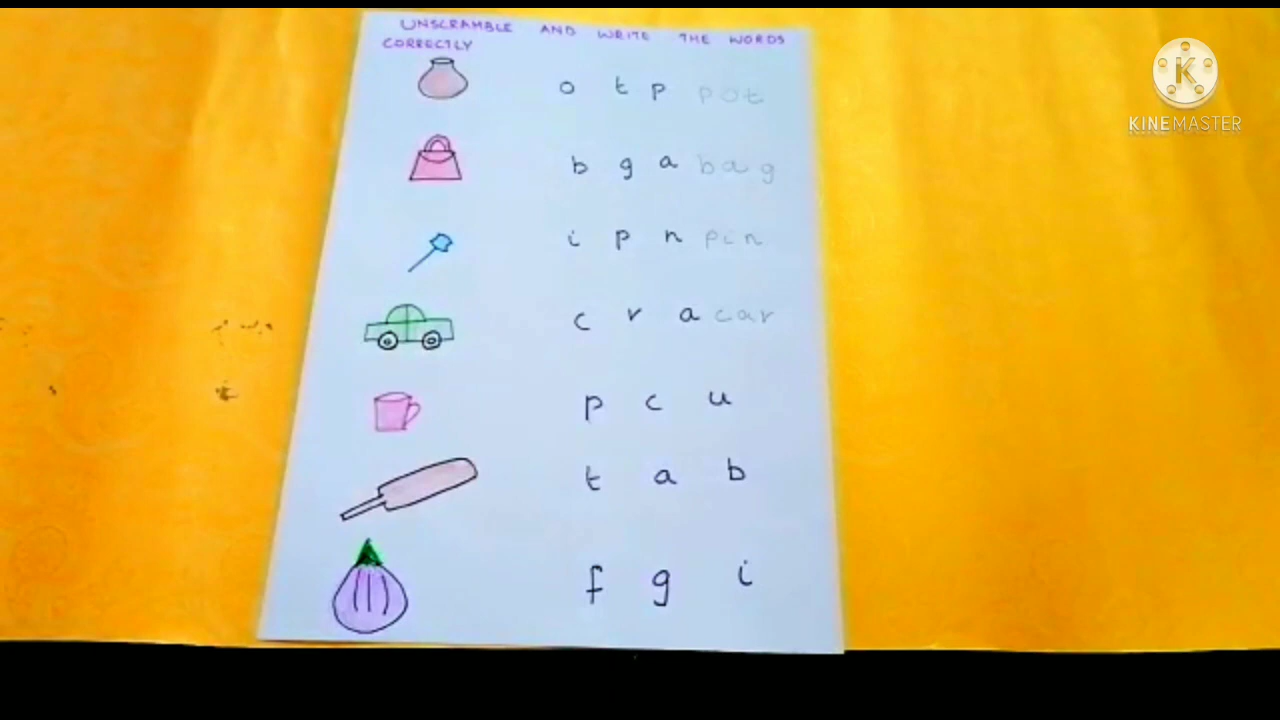 UNSCRAMBLE AND WRITE THE WORDS
CORRECTLY
o t p pot
b g a bag
i p n pin
c r a car
p c u
t a b
f g i
K
KINEMASTER